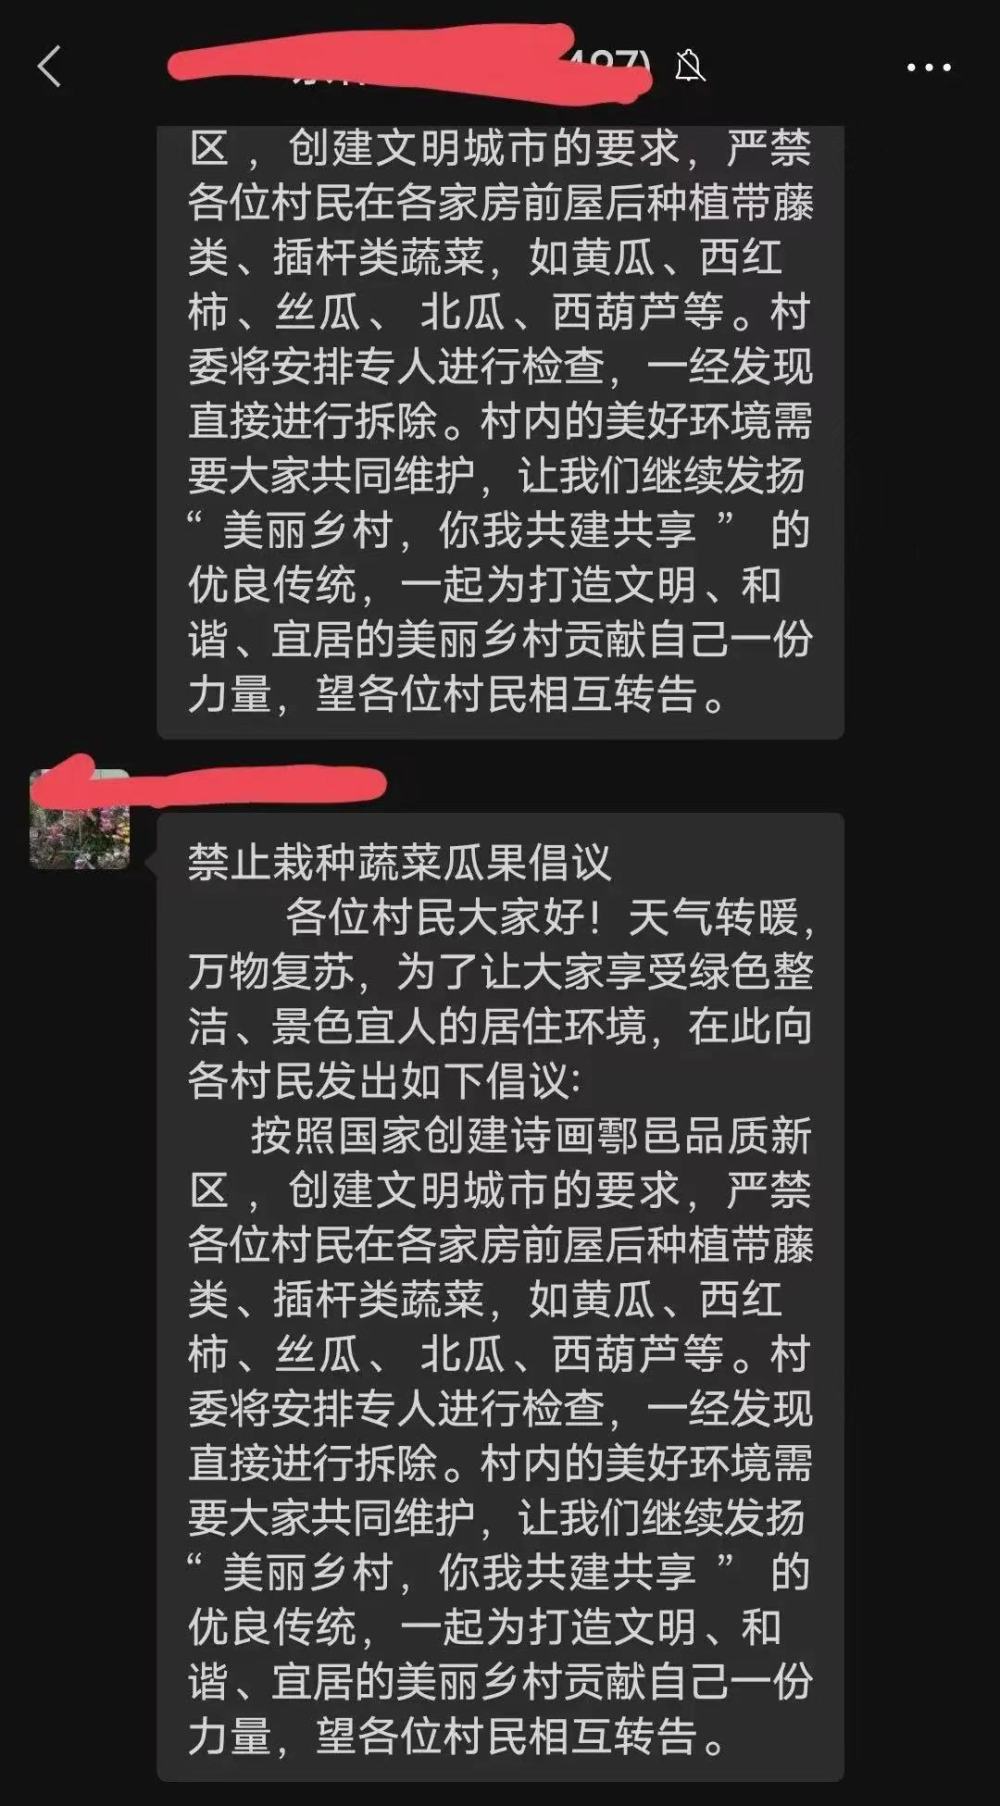 区，创建文明城市的要求，严禁
各位村民在各家房前屋后种植带藤
类、插杆类蔬菜，如黄瓜、西红
柿、丝瓜、 北瓜、西葫芦等。村
委将安排专人进行检查，一经发现
直接进行拆除。村内的美好环境需
要大家共同维护，让我们继续发扬
“ 美丽乡村，你我共建共享 ” 的
优良传统，一起为打造文明、和
谐、宜居的美丽乡村贡献自己一份
力量，望各位村民相互转告。
禁止栽种蔬菜瓜果倡议
各位村民大家好！天气转暖，
万物复苏，为了让大家享受绿色整
洁、景色宜人的居住环境，在此向
各村民发出如下倡议：
按照国家创建诗画鄠邑品质新
区，创建文明城市的要求，严禁
各位村民在各家房前屋后种植带藤
类、插杆类蔬菜，如黄瓜、西红
柿、丝瓜、 北瓜、西葫芦等。村
委将安排专人进行检查，一经发现
直接进行拆除。村内的美好环境需
要大家共同维护，让我们继续发扬
“ 美丽乡村，你我共建共享 ” 的
优良传统，一起为打造文明、和
谐、宜居的美丽乡村贡献自己一份
力量，望各位村民相互转告。